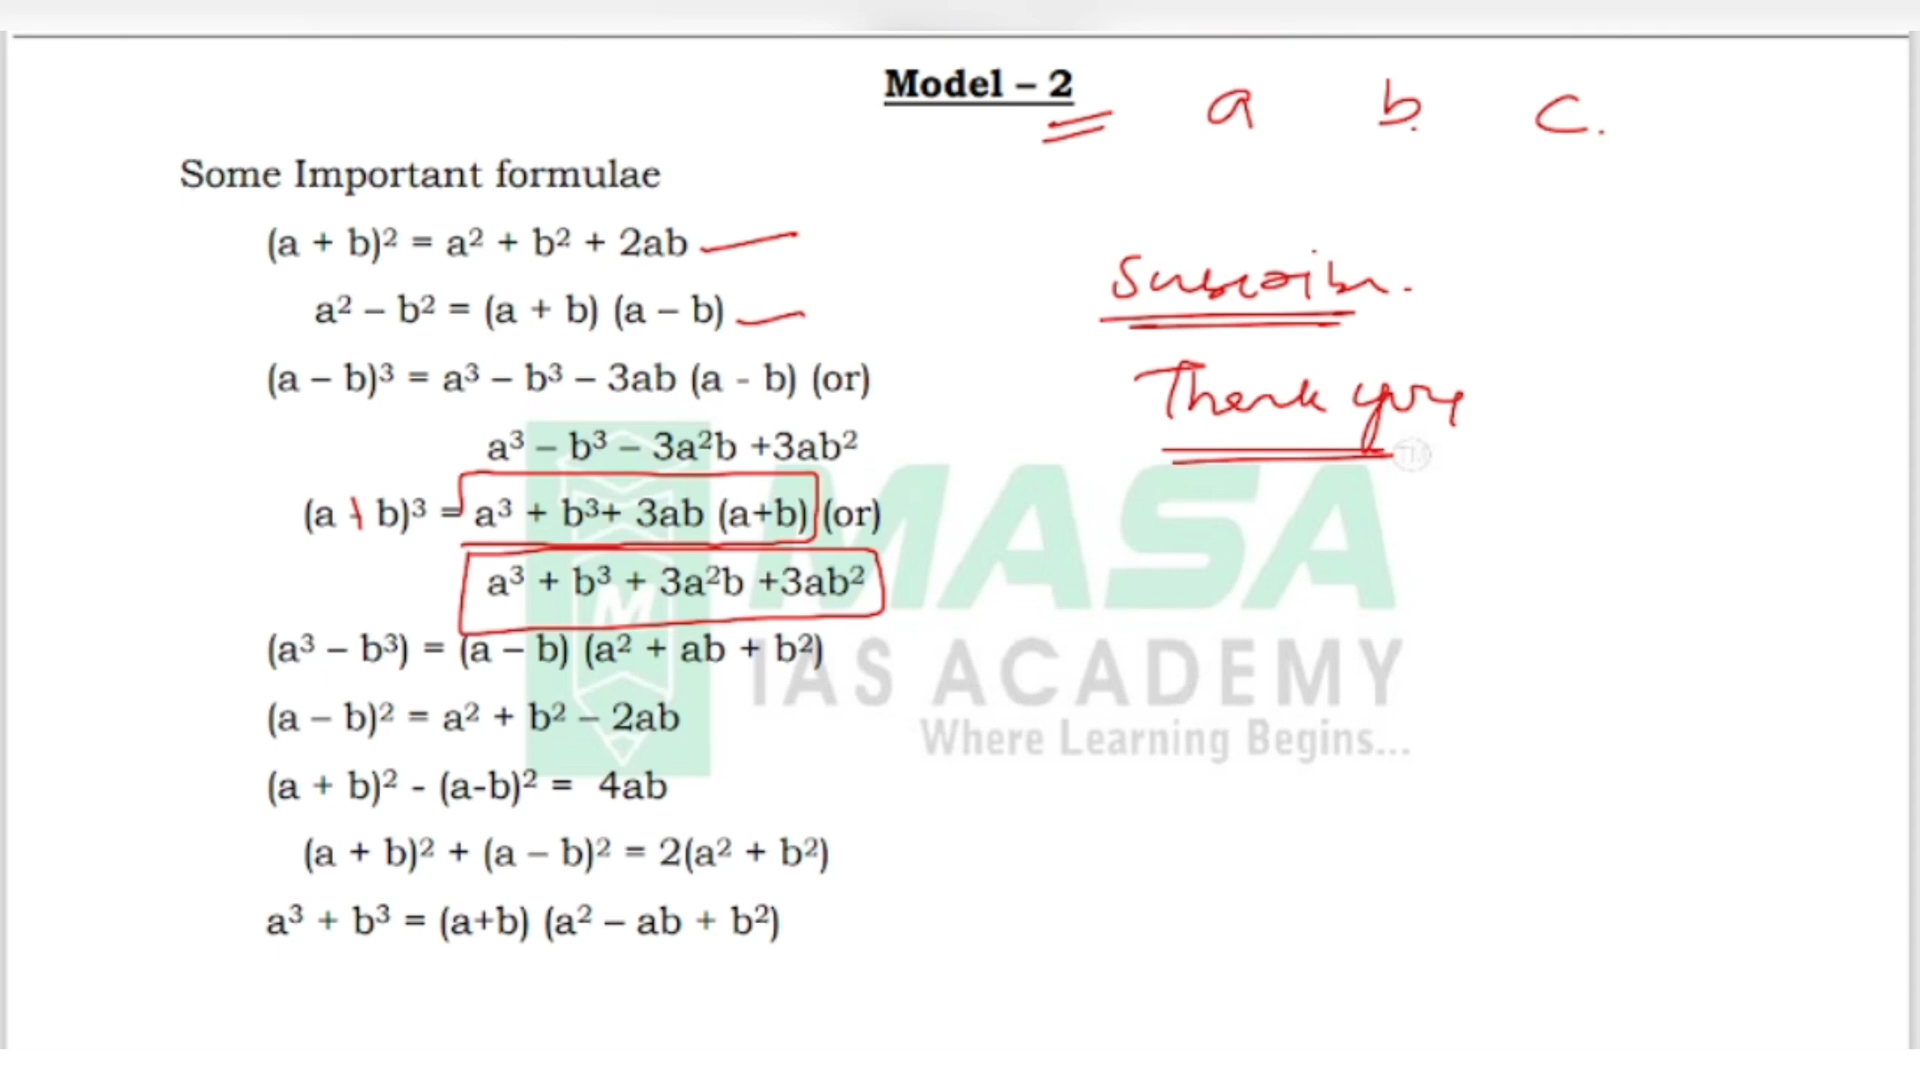 Model – 2
a b. c.
Some Important formulae
(a + b)² = a² + b² + 2ab
a² – b² = (a + b) (a – b)
Thank you
(a – b)³ = a³ – b³ – 3ab (a - b) (or)
a³ – b³ – 3a²b +3ab²
(a + b)³ = a³ + b³+ 3ab (a+b) (or)
a³ + b³ + 3a²b +3ab²
(a³ – b³) = (a – b) (a² + ab + b²)
(a – b)² = a² + b² – 2ab
(a + b)² - (a-b)² = 4ab
(a + b)² + (a – b)² = 2(a² + b²)
a³ + b³ = (a+b) (a² – ab + b²)
M
MASA TM
IAS ACADEMY
Where Learning Begins...